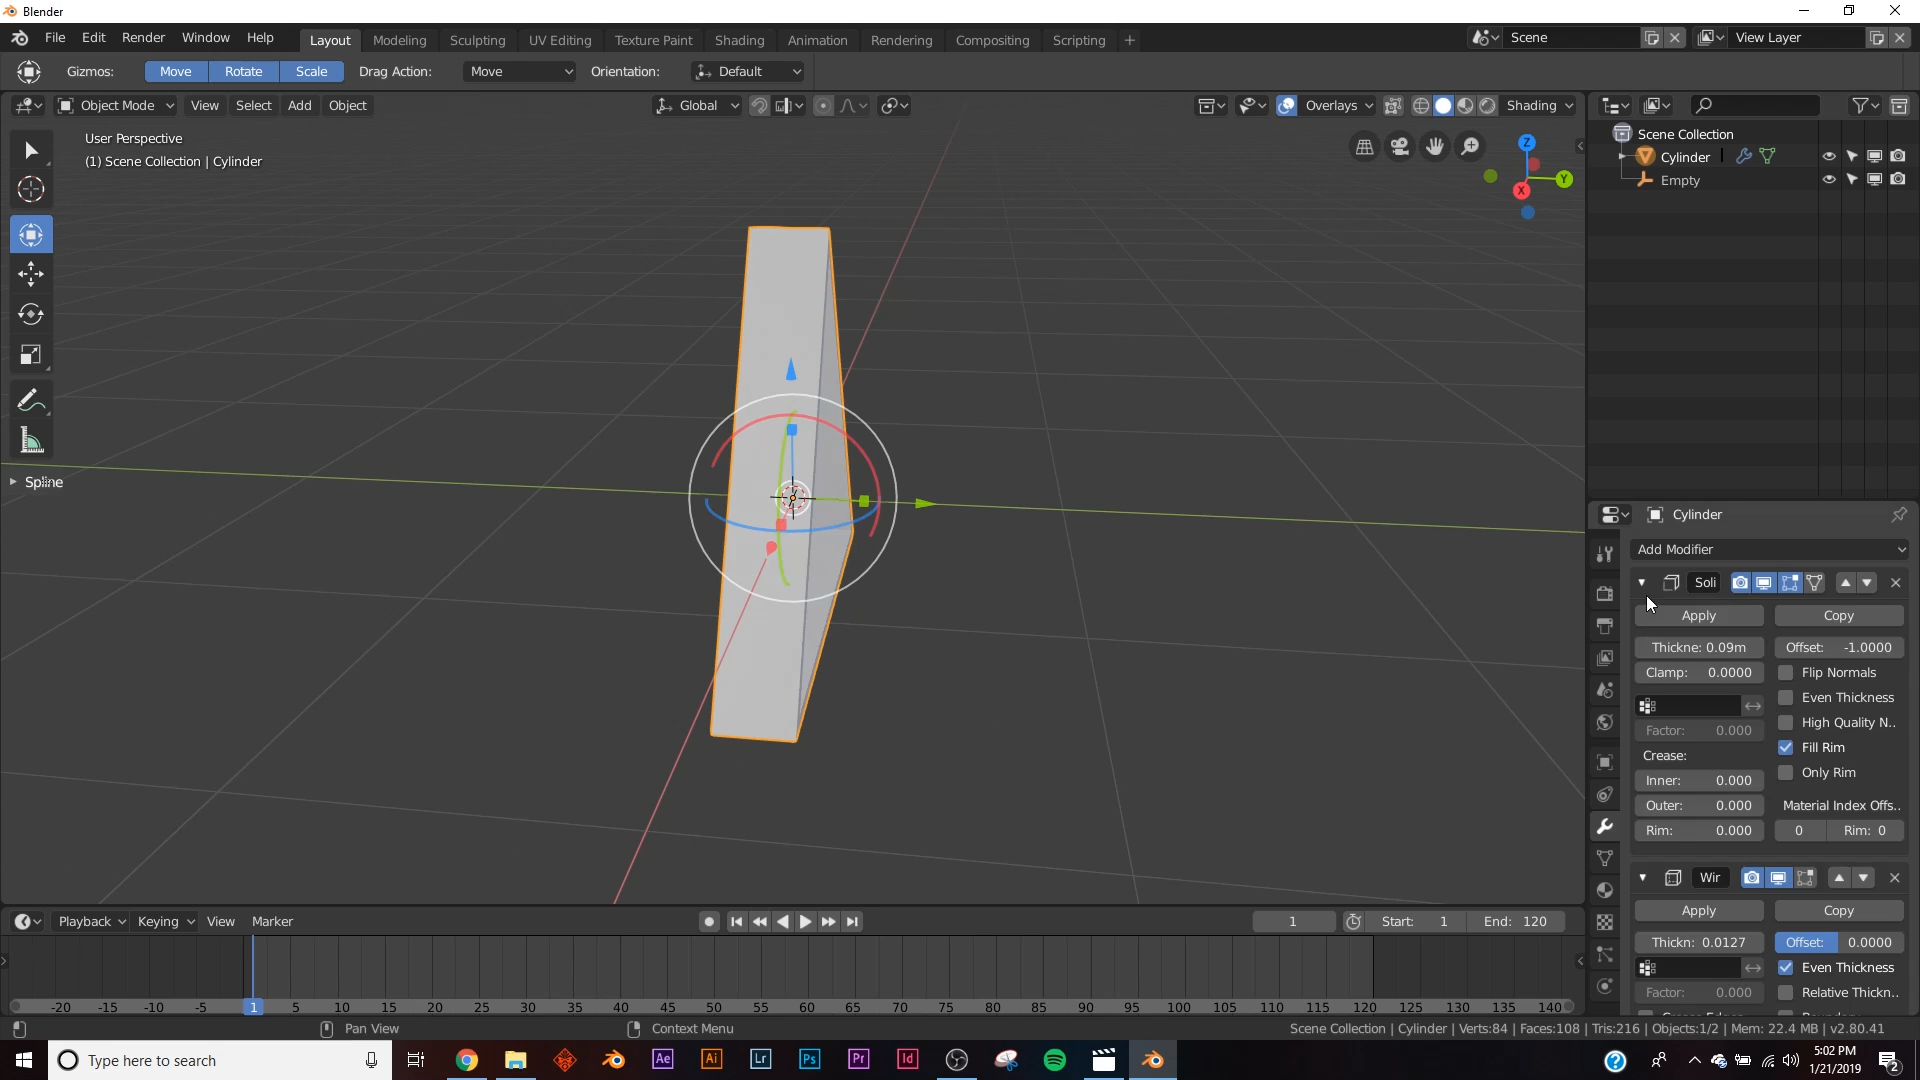 Blender
File Edit Render Window Help Layout Modeling Sculpting UV Editing Texture Paint Shading Animation Rendering Compositing Scripting + Scene View Layer
Gizmos: Move Rotate Scale Drag Action: Move Orientation: Default
Object Mode View Select Add Object Global Overlays Shading
User Perspective
(1) Scene Collection | Cylinder
Z
Y
X
Spline
Scene Collection
Cylinder
Empty
Cylinder
Add Modifier
Soli
Apply Copy
Thickne: 0.09m Offset: -1.0000
Clamp: 0.0000 Flip Normals
Even Thickness
Factor: 0.000 High Quality N..
Crease: Fill Rim
Inner: 0.000 Only Rim
Outer: 0.000 Material Index Offs..
Rim: 0.000 0 Rim: 0
Wir
Apply Copy
Thickn: 0.0127 Offset: 0.0000
Even Thickness
Factor: 0.000 Relative Thickn..
Playback Keying View Marker 1 Start: 1 End: 120
-20 -15 -10 -5 1 5 10 15 20 25 30 35 40 45 50 55 60 65 70 75 80 85 90 95 100 105 110 115 120 125 130 135 140
Pan View Context Menu Scene Collection | Cylinder | Verts:84 | Faces:108 | Tris:216 | Objects:1/2 | Mem: 22.4 MB | v2.80.41
Type here to search Ae Ai Lr Ps Pr Id 5:02 PM
1/21/2019 2